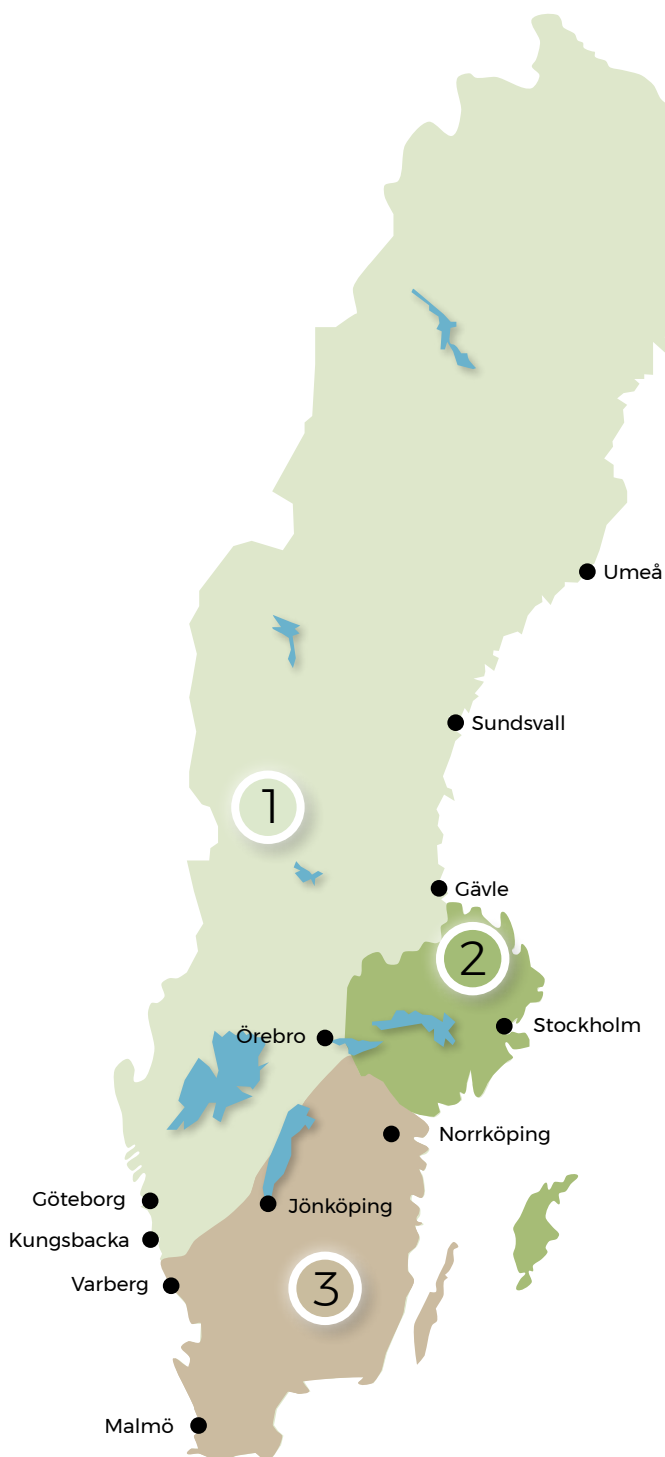 Umeå
Sundsvall
1
Gävle
2
Stockholm
Örebro
Norrköping
Göteborg
Jönköping
Kungsbacka
Varberg
3
Malmö